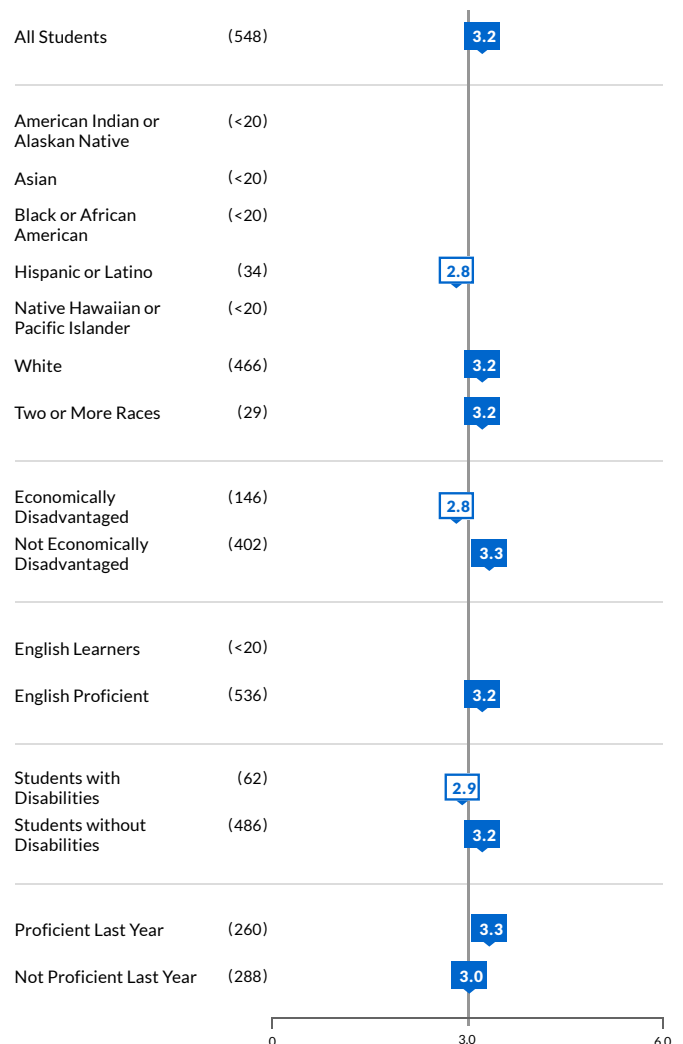 All Students (548) 3.2
American Indian or (<20)
Alaskan Native
Asian (<20)
Black or African (<20)
American
Hispanic or Latino (34) 2.8
Native Hawaiian or (<20)
Pacific Islander
White (466) 3.2
Two or More Races (29) 3.2
Economically (146) 2.8
Disadvantaged
Not Economically (402) 3.3
Disadvantaged
English Learners (<20)
English Proficient (536) 3.2
Students with (62) 2.9
Disabilities
Students without (486) 3.2
Disabilities
Proficient Last Year (260) 3.3
Not Proficient Last Year (288) 3.0
0 3.0 6.0